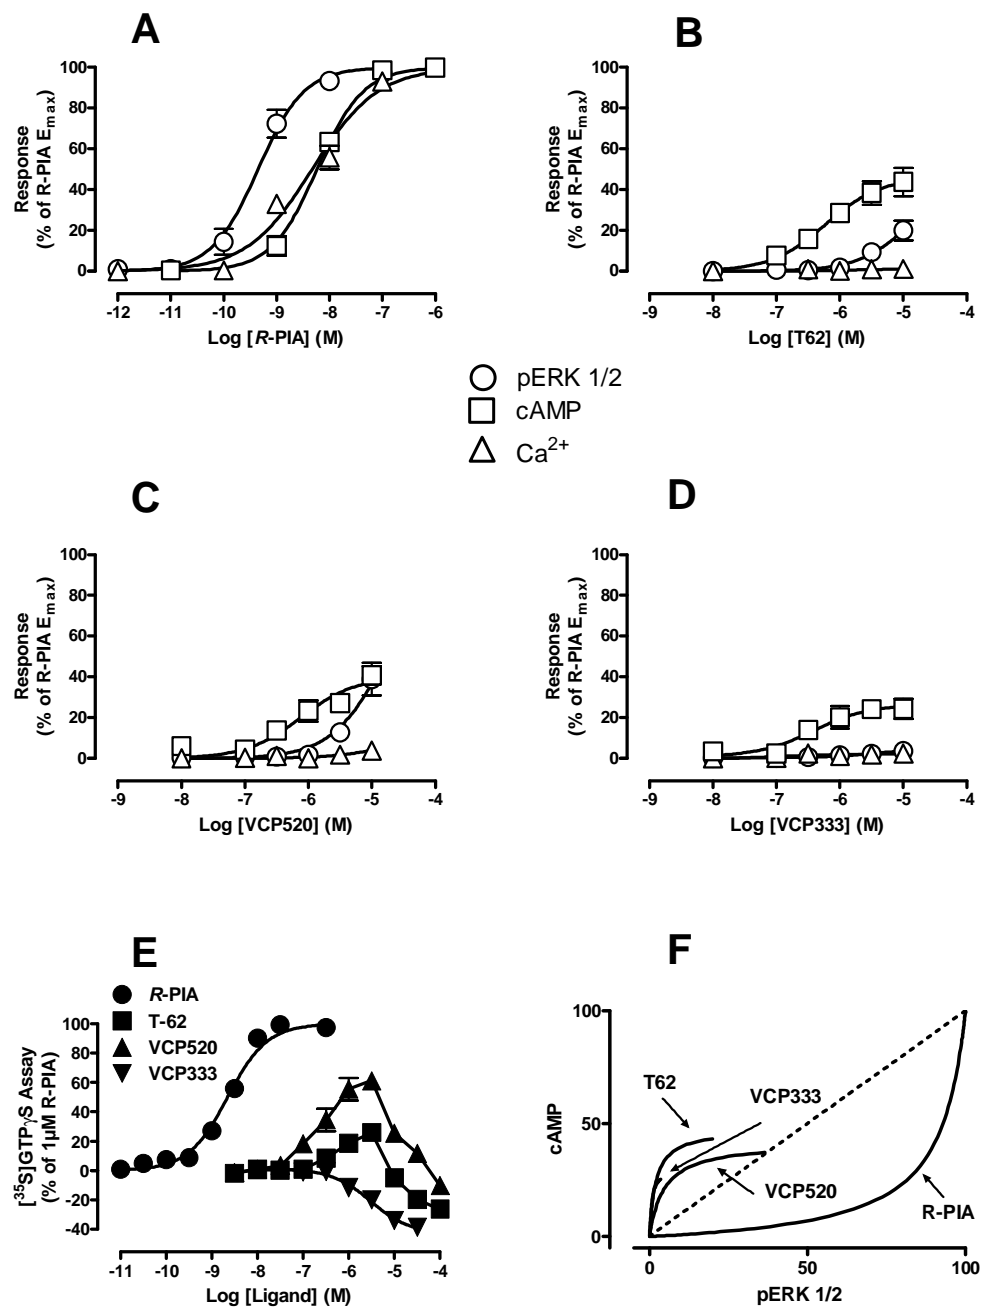 A
B
Response
(% of R-PIA Emax)
100
80
60
40
20
0
-12 -11 -10 -9 -8 -7 -6
Log [R-PIA] (M)
Response
(% of R-PIA Emax)
100
80
60
40
20
0
-9 -8 -7 -6 -5 -4
Log [T62] (M)
pERK 1/2
cAMP
Ca2+
C
D
Response
(% of R-PIA Emax)
100
80
60
40
20
0
-9 -8 -7 -6 -5 -4
Log [VCP520] (M)
Response
(% of R-PIA Emax)
100
80
60
40
20
0
-9 -8 -7 -6 -5 -4
Log [VCP333] (M)
E
F
R-PIA
T-62
VCP520
VCP333
[35S]GTPγS Assay
(% of 1µM R-PIA)
100
80
60
40
20
0
-20
-40
-11 -10 -9 -8 -7 -6 -5 -4
Log [Ligand] (M)
cAMP
100
50
0
T62
VCP333
VCP520
R-PIA
0 50 100
pERK 1/2